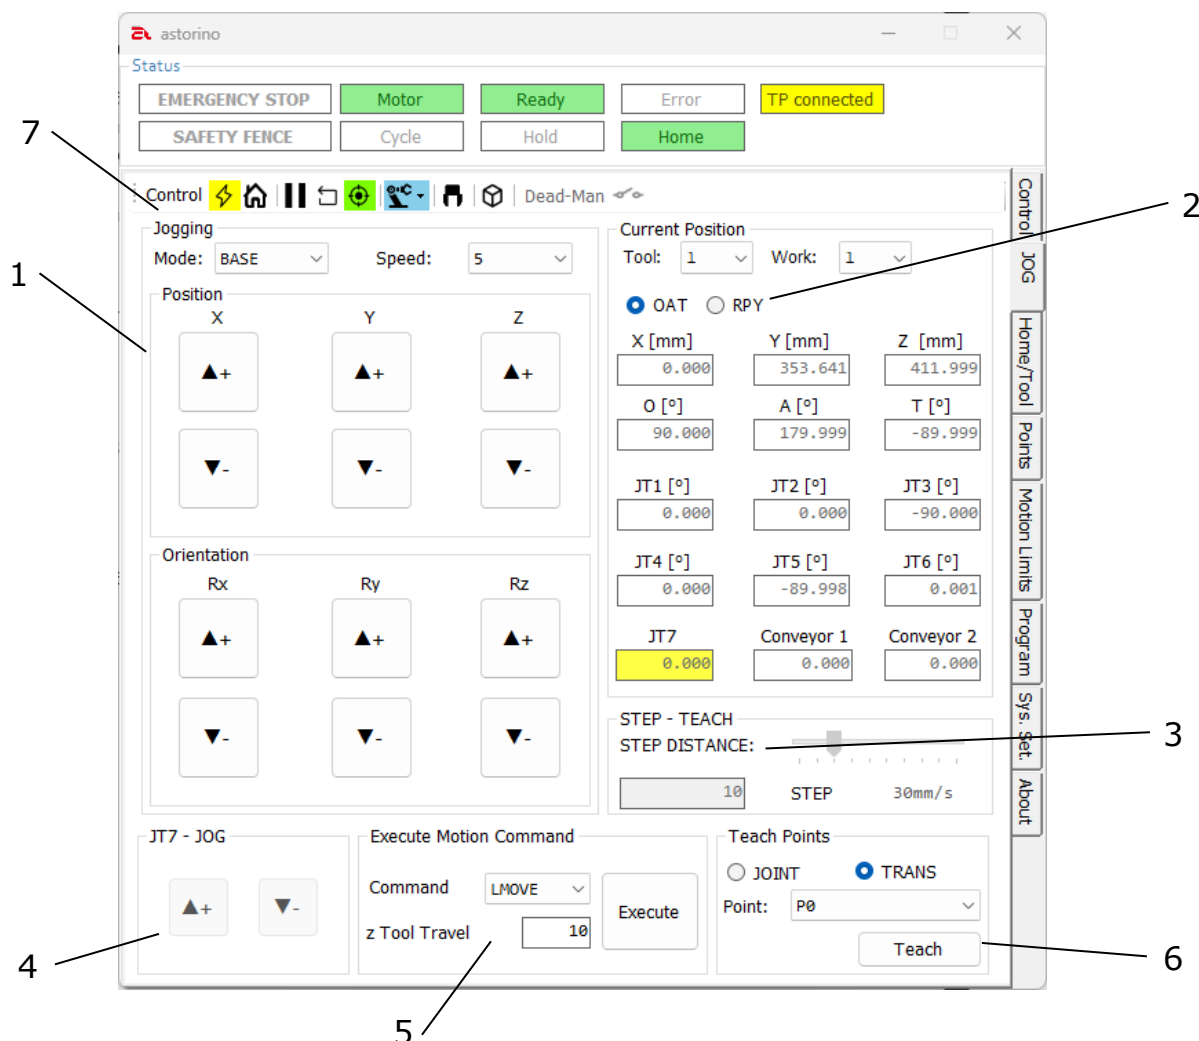 astorino
Status
EMERGENCY STOP Motor Ready Error TP connected
SAFETY FENCE Cycle Hold Home
7
Control Dead-Man
Control
JOG
Home/Tool
Points
Motion Limits
Program
Sys. Set.
About
2
1
Jogging
Mode: BASE Speed: 5
Position
X Y Z
▲+ ▲+ ▲+
▼- ▼- ▼-
Orientation
Rx Ry Rz
▲+ ▲+ ▲+
▼- ▼- ▼-
Current Position
Tool: 1 Work: 1
OAT RPY
X [mm] Y [mm] Z [mm]
0.000 353.641 411.999
O [º] A [º] T [º]
90.000 179.999 -89.999
JT1 [º] JT2 [º] JT3 [º]
0.000 0.000 -90.000
JT4 [º] JT5 [º] JT6 [º]
0.000 -89.998 0.001
JT7 Conveyor 1 Conveyor 2
0.000 0.000 0.000
STEP - TEACH
STEP DISTANCE:
10 STEP 30mm/s
3
JT7 - JOG
▲+ ▼-
4
Execute Motion Command
Command LMOVE
z Tool Travel 10
Execute
5
Teach Points
JOINT TRANS
Point: P0
Teach
6